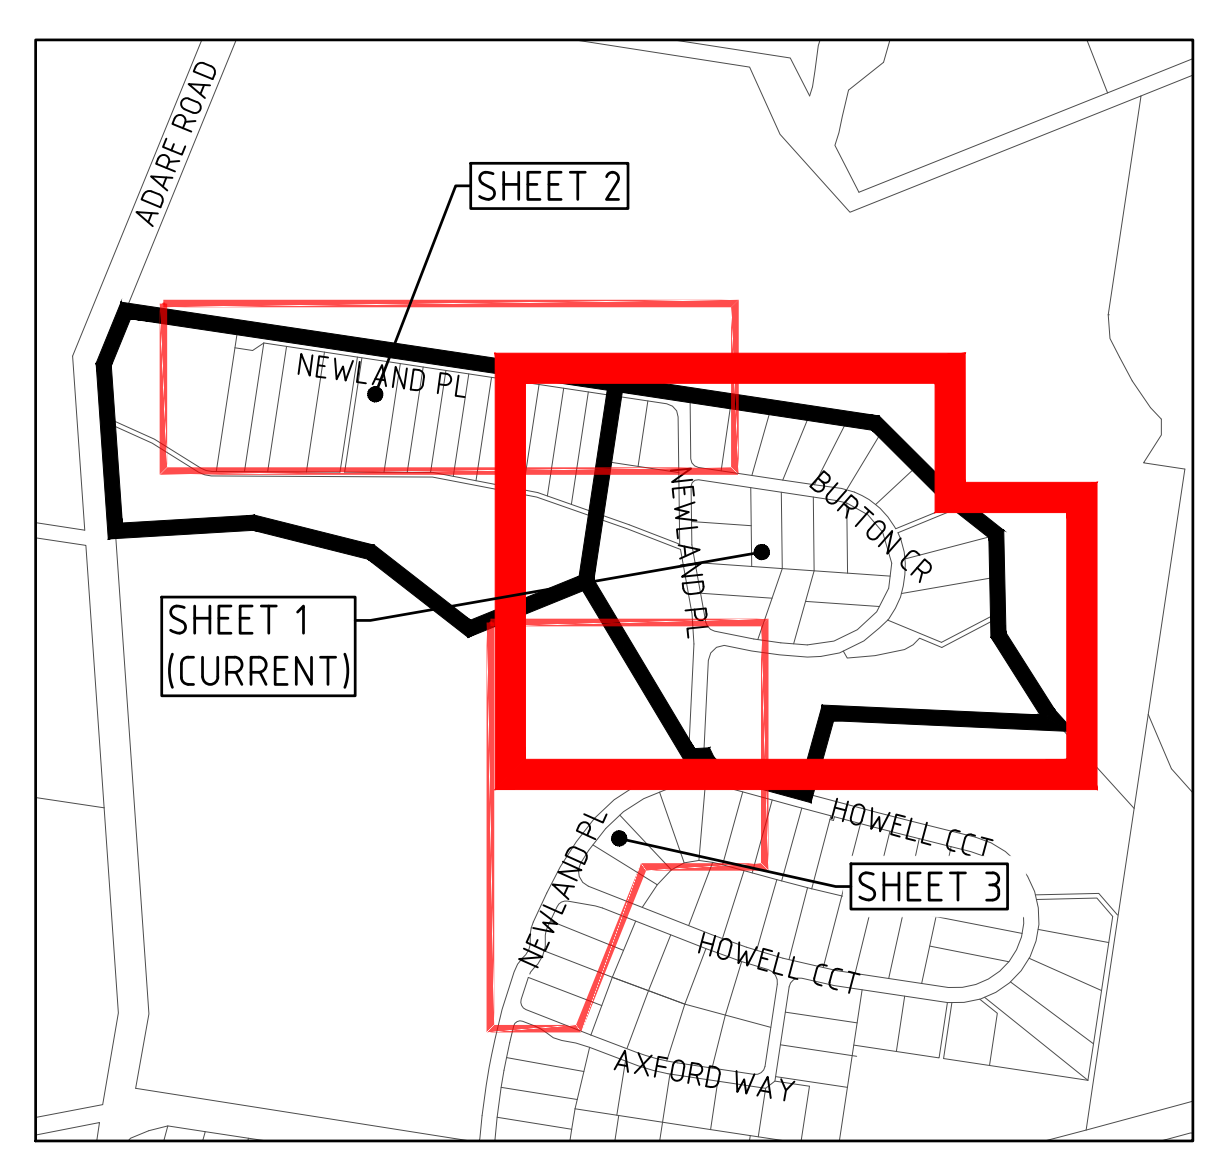 ADARE ROAD
SHEET 2
NEWLAND PL
BURTON CR
NEWLAND PL
SHEET 1
(CURRENT)
HOWELL CCT
NEWLAND PL
SHEET 3
HOWELL CCT
AXFORD WAY